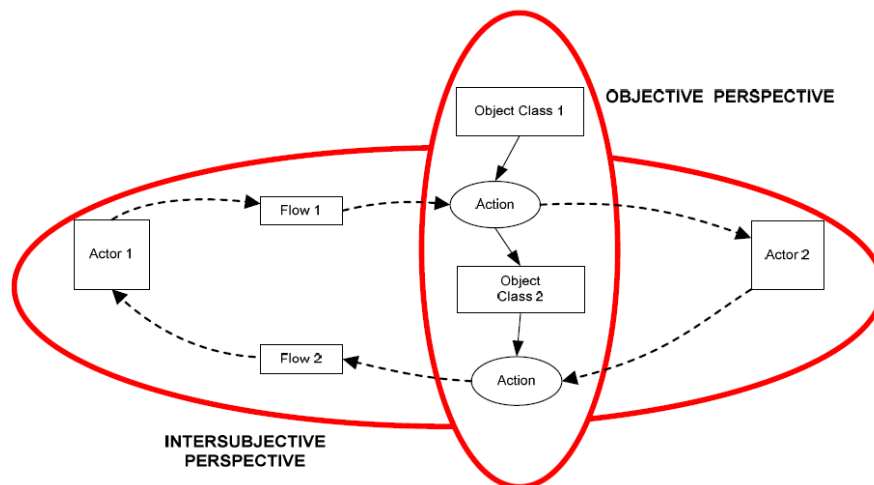 OBJECTIVE PERSPECTIVE
Object Class 1
Flow 1
Action
Actor 1
Actor 2
Object
Class 2
Flow 2
Action
INTERSUBJECTIVE
PERSPECTIVE